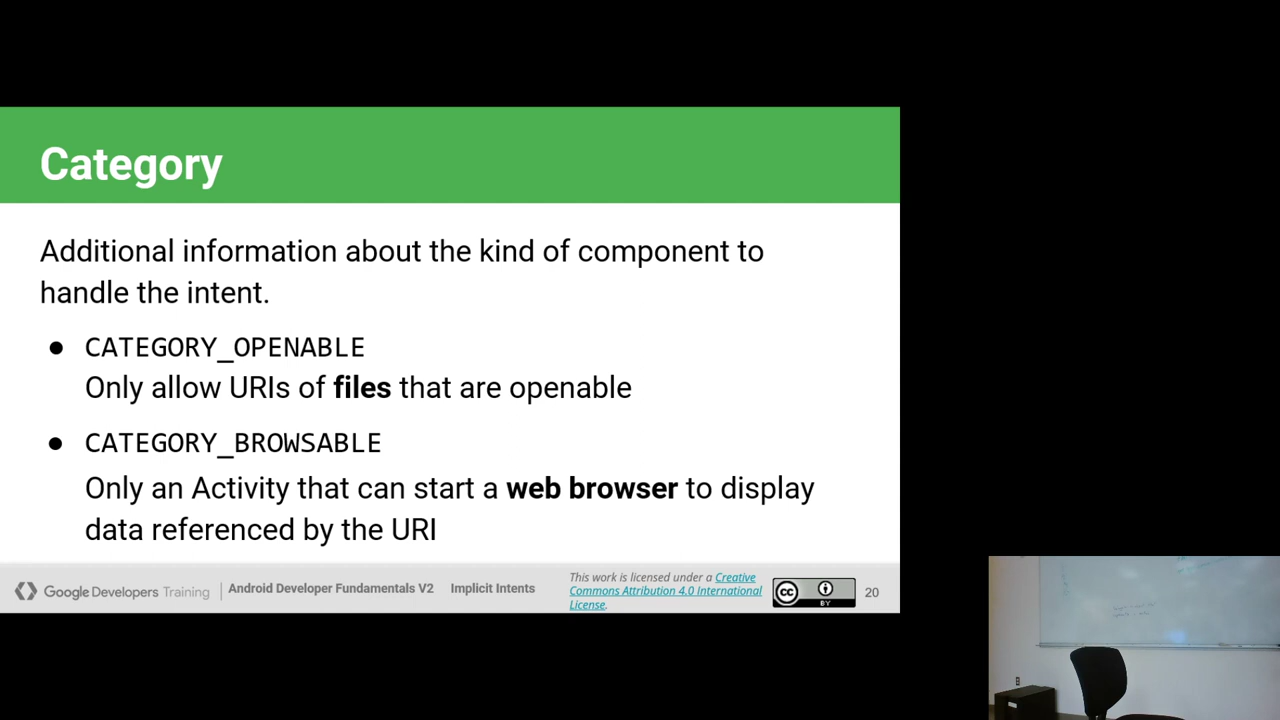 Category
Additional information about the kind of component to
handle the intent.
● CATEGORY_OPENABLE
Only allow URIs of files that are openable
● CATEGORY_BROWSABLE
Only an Activity that can start a web browser to display
data referenced by the URI
Google Developers Training
Android Developer Fundamentals V2
Implicit Intents
This work is licensed under a Creative
Commons Attribution 4.0 International
License.
cc
BY
20